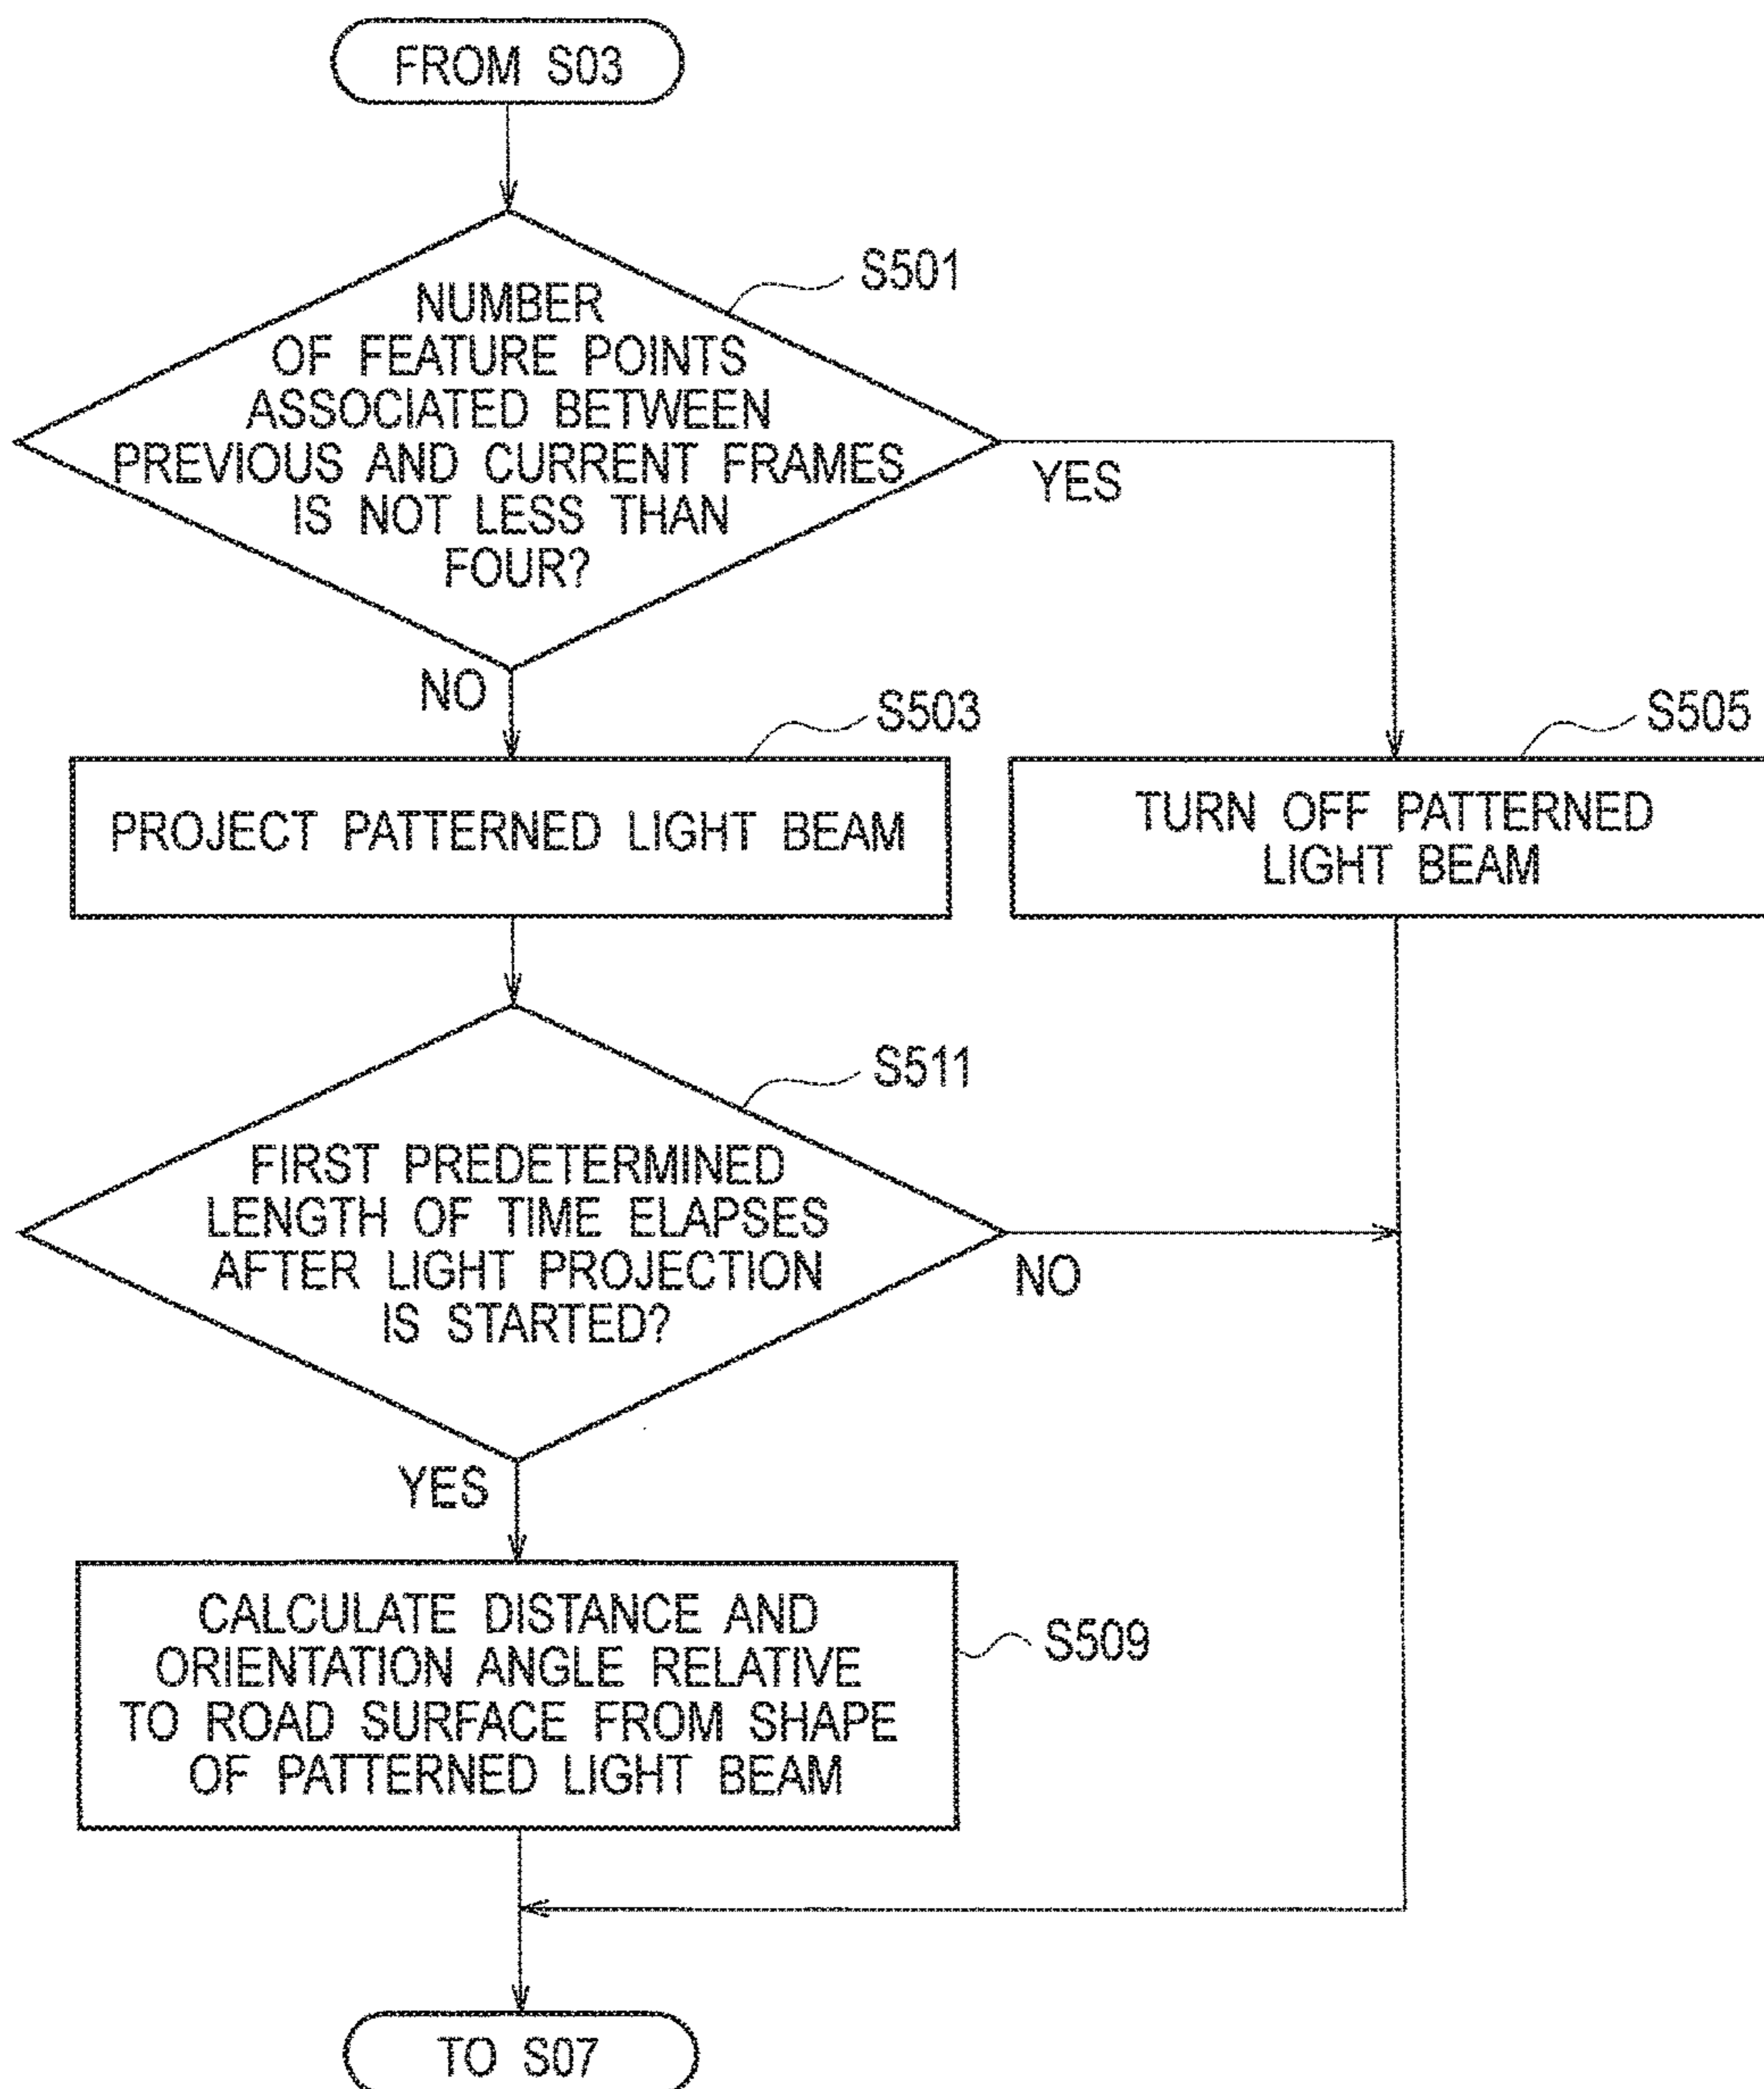 FROM S03
S501
NUMBER
OF FEATURE POINTS
ASSOCIATED BETWEEN
PREVIOUS AND CURRENT FRAMES
IS NOT LESS THAN
FOUR?
YES
NO
S503
S505
PROJECT PATTERNED LIGHT BEAM
TURN OFF PATTERNED
LIGHT BEAM
S511
FIRST PREDETERMINED
LENGTH OF TIME ELAPSES
AFTER LIGHT PROJECTION
IS STARTED?
NO
YES
CALCULATE DISTANCE AND
ORIENTATION ANGLE RELATIVE
TO ROAD SURFACE FROM SHAPE
OF PATTERNED LIGHT BEAM
S509
TO S07